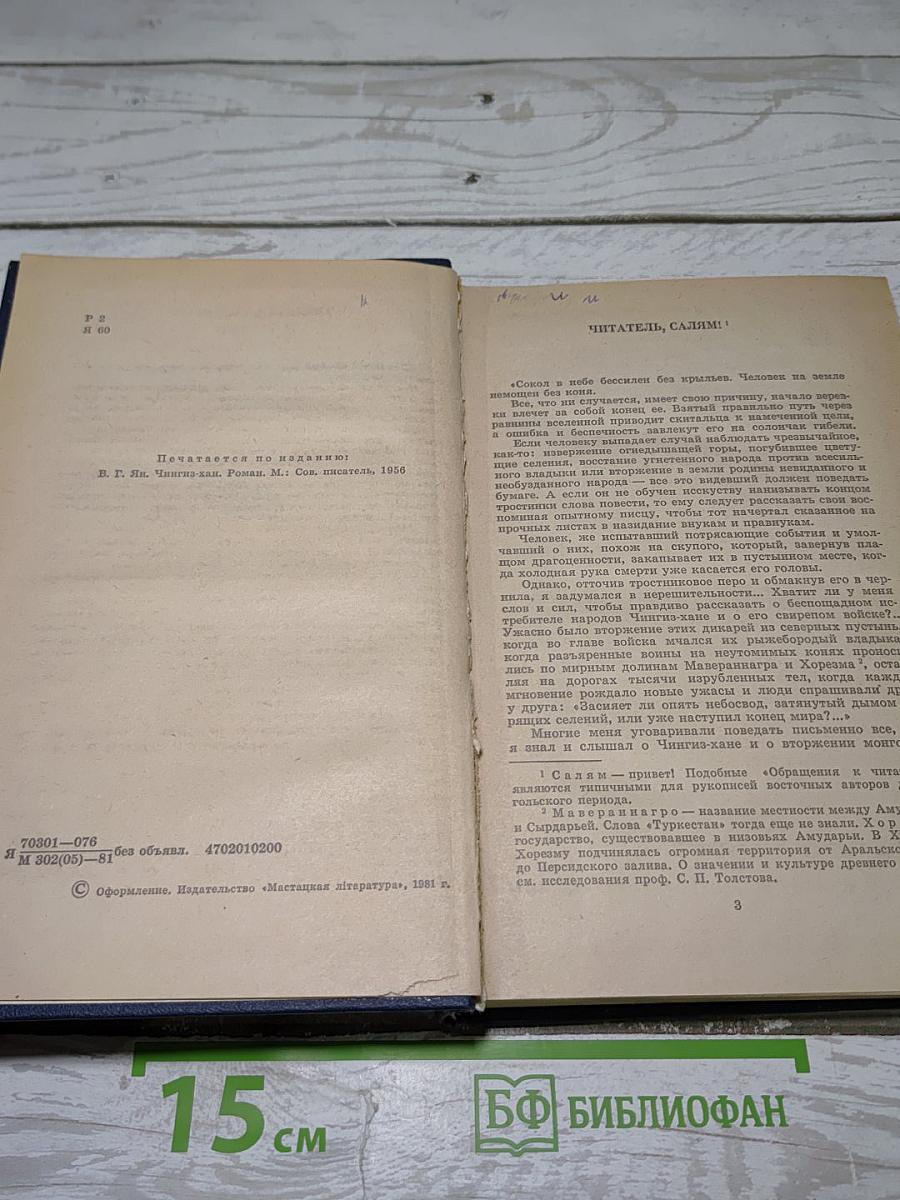 Р 2
Я 60
Печатается по изданию:
В. Г. Ян. Чингиз-хан. Роман. М.: Сов. писатель, 1956
70301—076
Я без объявл. 4702010200
М 302(05)—81
© Оформление. Издательство «Мастацкая літаратура», 1981 г.
ЧИТАТЕЛЬ, САЛЯМ! 1
«Сокол в небе бессилен без крыльев. Человек на земле
немощен без коня.
Все, что ни случается, имеет свою причину, начало верев-
ки влечет за собой конец ее. Взятый правильно путь через
равнины вселенной приводит скитальца к намеченной цели,
а ошибка и беспечность завлекут его на солончак гибели.
Если человеку выпадает случай наблюдать чрезвычайное,
как-то: извержение огнедышащей горы, погубившее цвету-
щие селения, восстание угнетенного народа против всесиль-
ного владыки или вторжение в земли родины невиданного и
необузданного народа — все это видевший должен поведать
бумаге. А если он не обучен исскуству нанизывать концом
тростинки слова повести, то ему следует рассказать свои вос-
поминая опытному писцу, чтобы тот начертал сказанное на
прочных листах в назидание внукам и правнукам.
Человек, же испытавший потрясающие события и умол-
чавший о них, похож на скупого, который, завернув пла-
щом драгоценности, закапывает их в пустынном месте, ког-
да холодная рука смерти уже касается его головы.
Однако, отточив тростниковое перо и обмакнув его в чер-
нила, я задумался в нерешительности... Хватит ли у меня
слов и сил, чтобы правдиво рассказать о беспощадном ис-
требителе народов Чингиз-хане и о его свирепом войске?..
Ужасно было вторжение этих дикарей из северных пустынь,
когда во главе войска мчался их рыжебородый владыка
когда разъяренные воины на неутомимых конях проноси
лись по мирным долинам Мавераннагра и Хорезма 2, оста
ляя на дорогах тысячи изрубленных тел, когда кажд
мгновение рождало новые ужасы и люди спрашивали др
у друга: «Засияет ли опять небосвод, затянутый дымом
рящих селений, или уже наступил конец мира?...»
Многие меня уговаривали поведать письменно все,
я знал и слышал о Чингиз-хане и о вторжении монго
1 Салям — привет! Подобные «Обращения к чита
являются типичными для рукописей восточных авторов д
гольского периода.
2 Мавераннагро — название местности между Аму
и Сырдарьей. Слова «Туркестан» тогда еще не знали. Хор
государство, существовавшее в низовьях Амударьи. В X
Хорезму подчинялась огромная территория от Аральско
до Персидского залива. О значении и культуре древнего
см. исследования проф. С. П. Толстова.
3
15 см
БФ БИБЛИОФАН